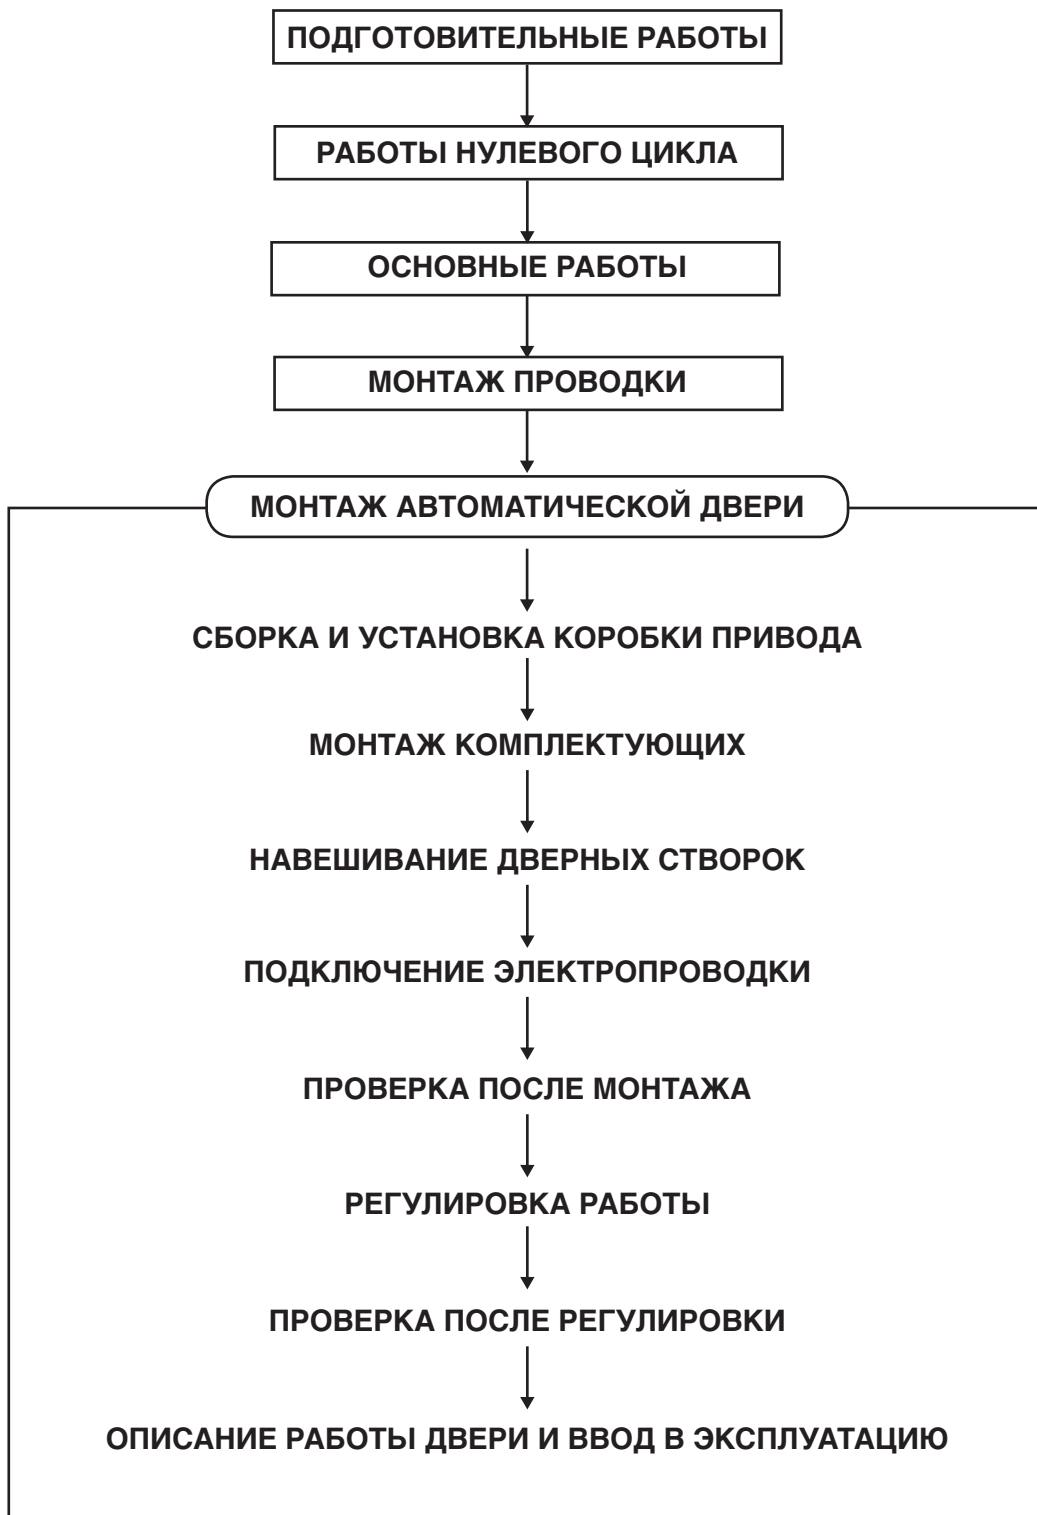 ПОДГОТОВИТЕЛЬНЫЕ РАБОТЫ
РАБОТЫ НУЛЕВОГО ЦИКЛА
ОСНОВНЫЕ РАБОТЫ
МОНТАЖ ПРОВОДКИ
МОНТАЖ АВТОМАТИЧЕСКОЙ ДВЕРИ
СБОРКА И УСТАНОВКА КОРОБКИ ПРИВОДА
МОНТАЖ КОМПЛЕКТУЮЩИХ
НАВЕШИВАНИЕ ДВЕРНЫХ СТВОРОК
ПОДКЛЮЧЕНИЕ ЭЛЕКТРОПРОВОДКИ
ПРОВЕРКА ПОСЛЕ МОНТАЖА
РЕГУЛИРОВКА РАБОТЫ
ПРОВЕРКА ПОСЛЕ РЕГУЛИРОВКИ
ОПИСАНИЕ РАБОТЫ ДВЕРИ И ВВОД В ЭКСПЛУАТАЦИЮ